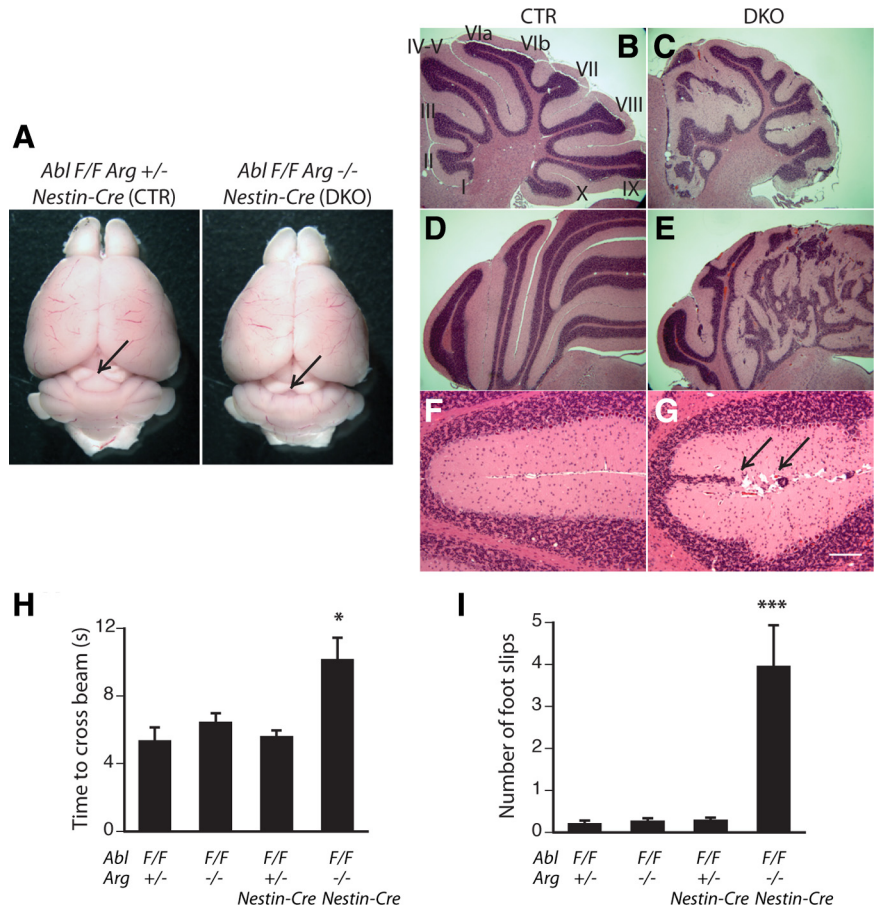 CTR
DKO
A
Abl F/F Arg +/-
Nestin-Cre (CTR)
Abl F/F Arg -/-
Nestin-Cre (DKO)
B
IV-V
VIa
VIb
VII
VIII
III
II
I
X
IX
C
D
E
F
G
H
Time to cross beam (s)
12
8
4
0
*
Abl F/F F/F F/F F/F
Arg +/- -/- +/- -/-
Nestin-Cre Nestin-Cre
I
Number of foot slips
5
4
3
2
1
0
***
Abl F/F F/F F/F F/F
Arg +/- -/- +/- -/-
Nestin-Cre Nestin-Cre